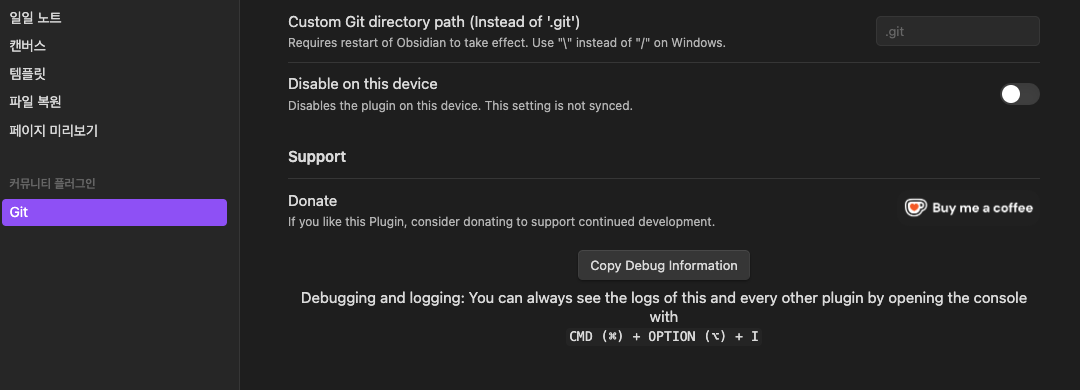 일일 노트
캔버스
템플릿
파일 복원
페이지 미리보기
커뮤니티 플러그인
Git
Custom Git directory path (Instead of '.git')
Requires restart of Obsidian to take effect. Use "\" instead of "/" on Windows.
.git
Disable on this device
Disables the plugin on this device. This setting is not synced.
Support
Donate
If you like this Plugin, consider donating to support continued development.
Buy me a coffee
Copy Debug Information
Debugging and logging: You can always see the logs of this and every other plugin by opening the console
with
CMD (⌘) + OPTION (⌥) + I